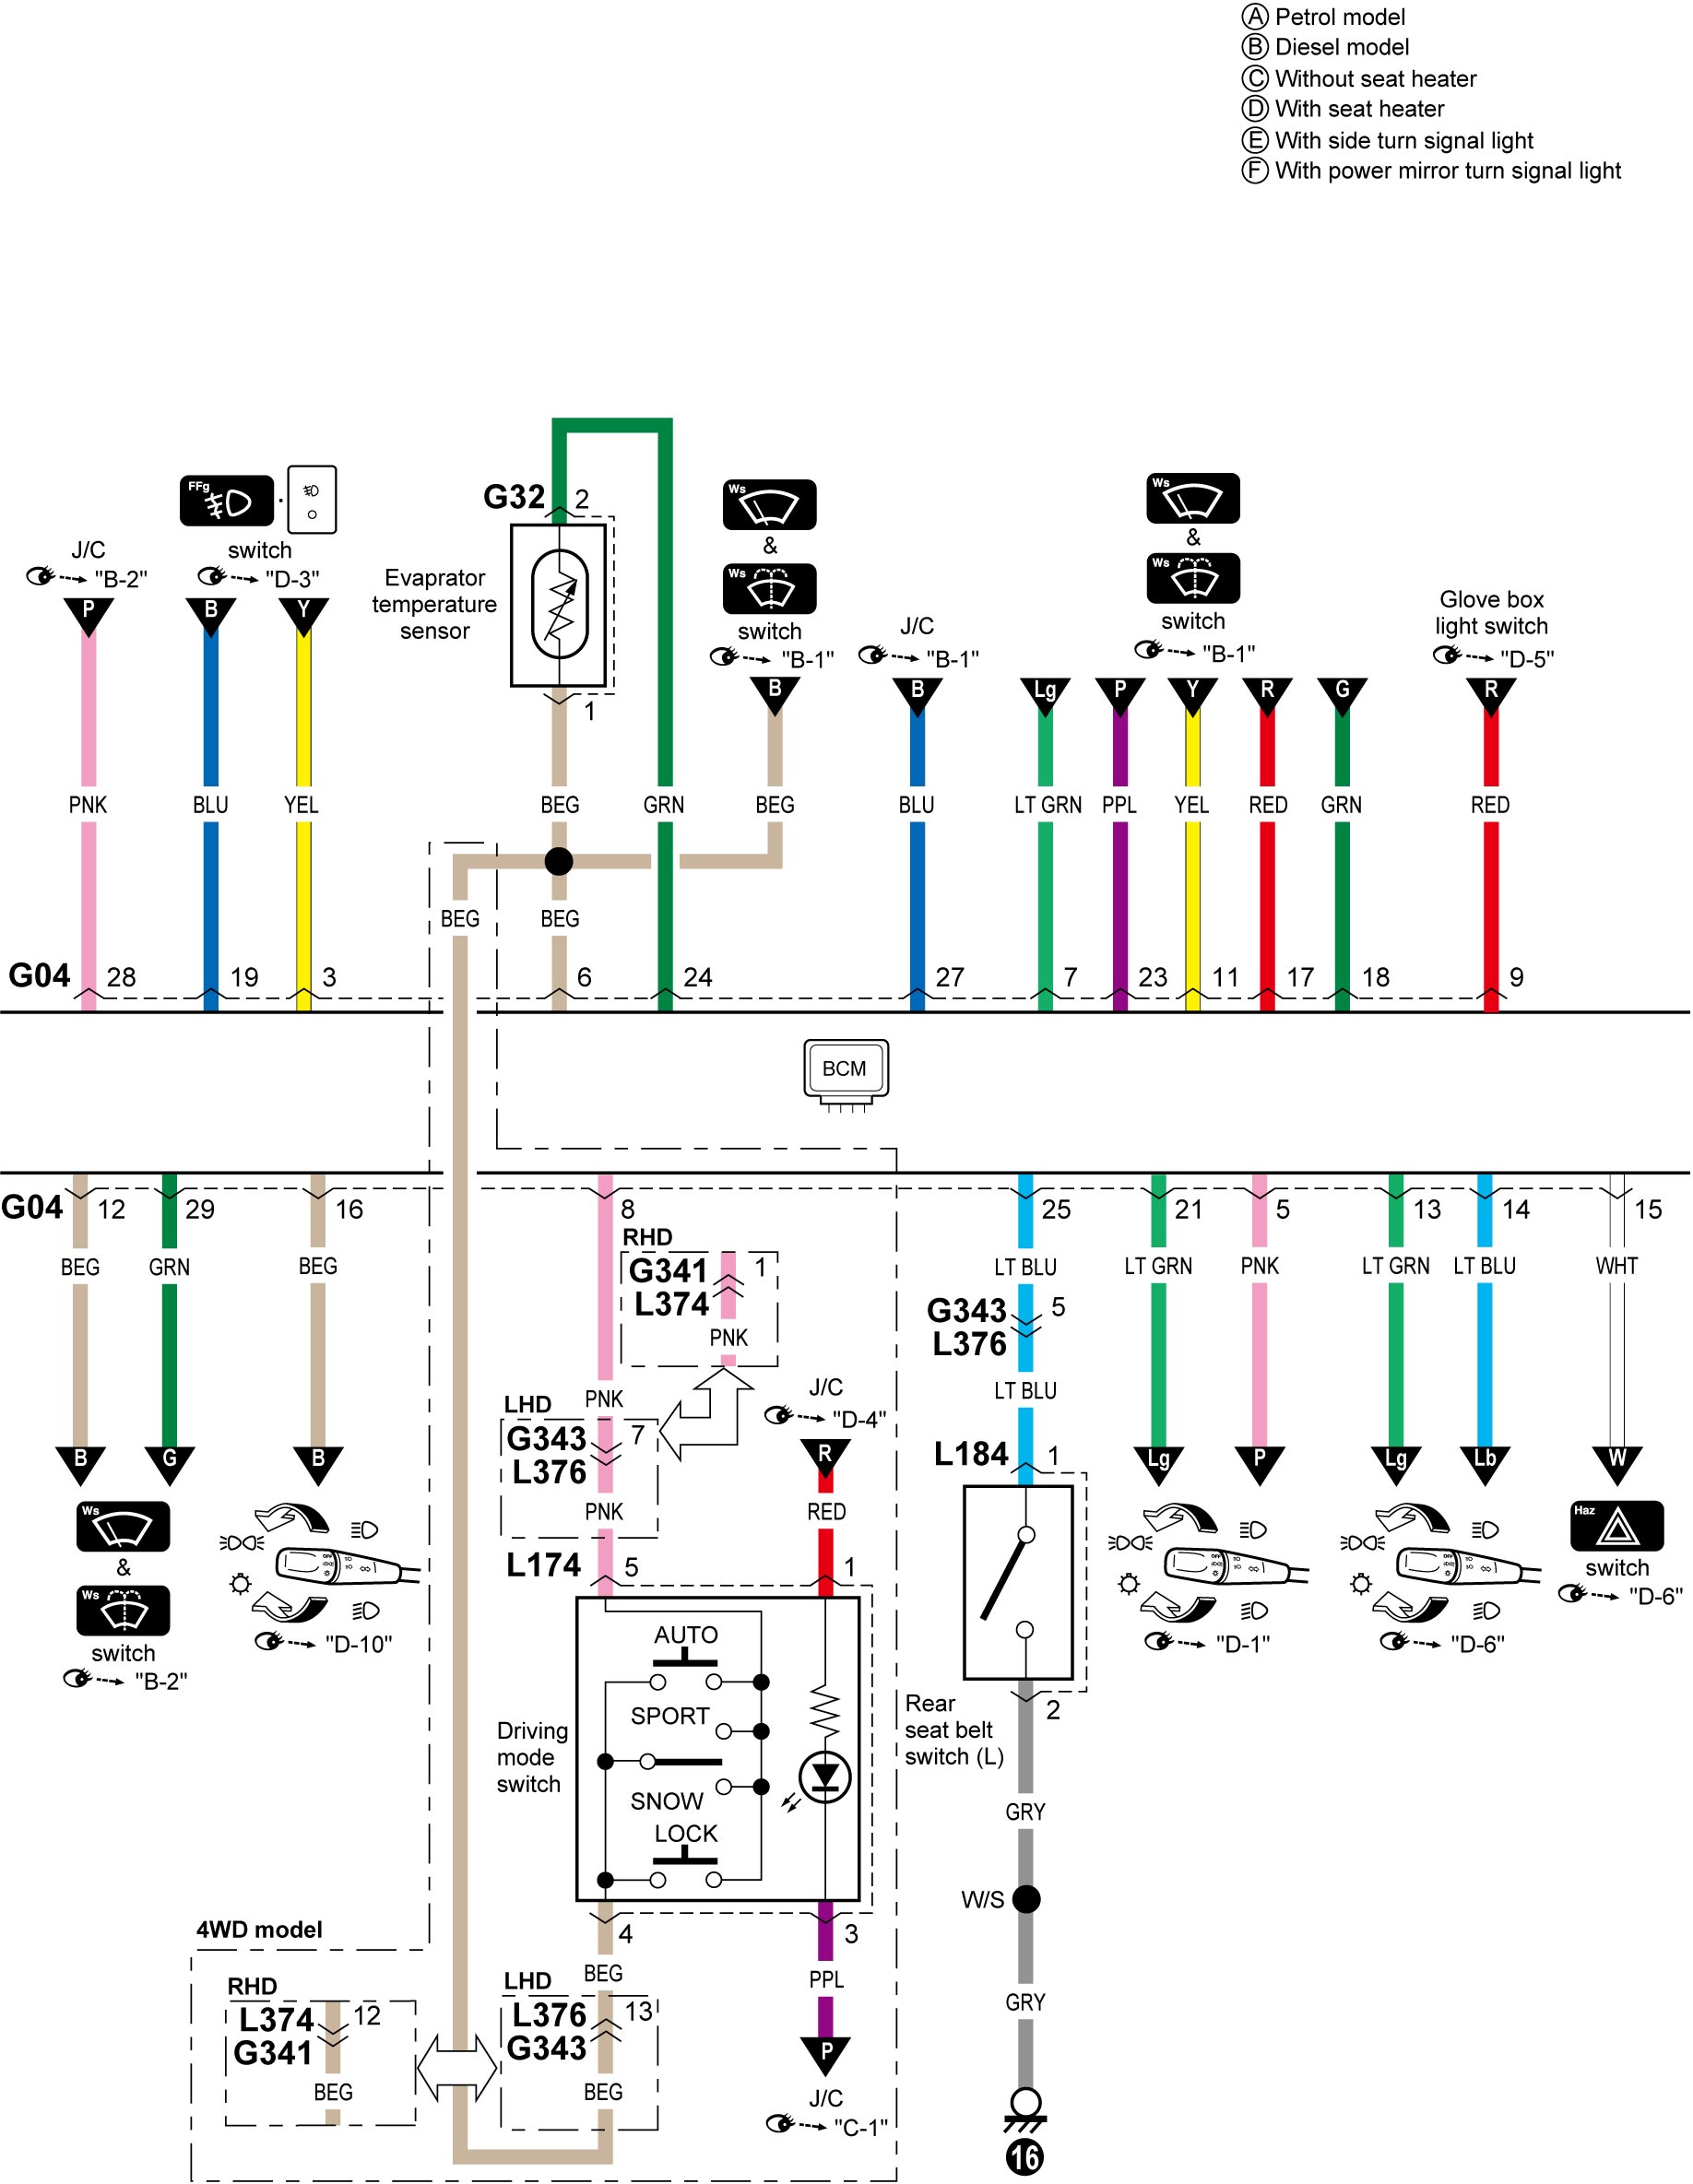 Ⓐ Petrol model
Ⓑ Diesel model
Ⓒ Without seat heater
Ⓓ With seat heater
Ⓔ With side turn signal light
Ⓕ With power mirror turn signal light
J/C
"B-2"
P
FFg
switch
"D-3"
B
Y
G32
2
Evaprator
temperature
sensor
1
Ws
&
Ws
switch
"B-1"
B
J/C
"B-1"
B
Ws
&
Ws
switch
"B-1"
Lg
P
Y
R
G
Glove box
light switch
"D-5"
R
PNK
BLU
YEL
BEG
GRN
BEG
BLU
LT GRN
PPL
YEL
RED
GRN
RED
BEG
BEG
G04
28
19
3
6
24
27
7
23
11
17
18
9
BCM
G04
12
29
16
8
25
21
5
13
14
15
BEG
GRN
BEG
LT BLU
LT GRN
PNK
LT GRN
LT BLU
WHT
RHD
G341
L374
1
PNK
G343
L376
5
LT BLU
PNK
LHD
G343
L376
7
PNK
J/C
"D-4"
R
RED
L174
5
1
L184
1
B
G
B
Lg
P
Lg
Lb
W
Ws
&
Ws
switch
"B-2"
"D-10"
"D-1"
"D-6"
Haz
switch
"D-6"
AUTO
SPORT
SNOW
LOCK
Driving
mode
switch
Rear
seat belt
switch (L)
2
GRY
W/S
GRY
16
4
3
BEG
PPL
P
J/C
"C-1"
4WD model
RHD
L374
G341
12
BEG
LHD
L376
G343
13
BEG